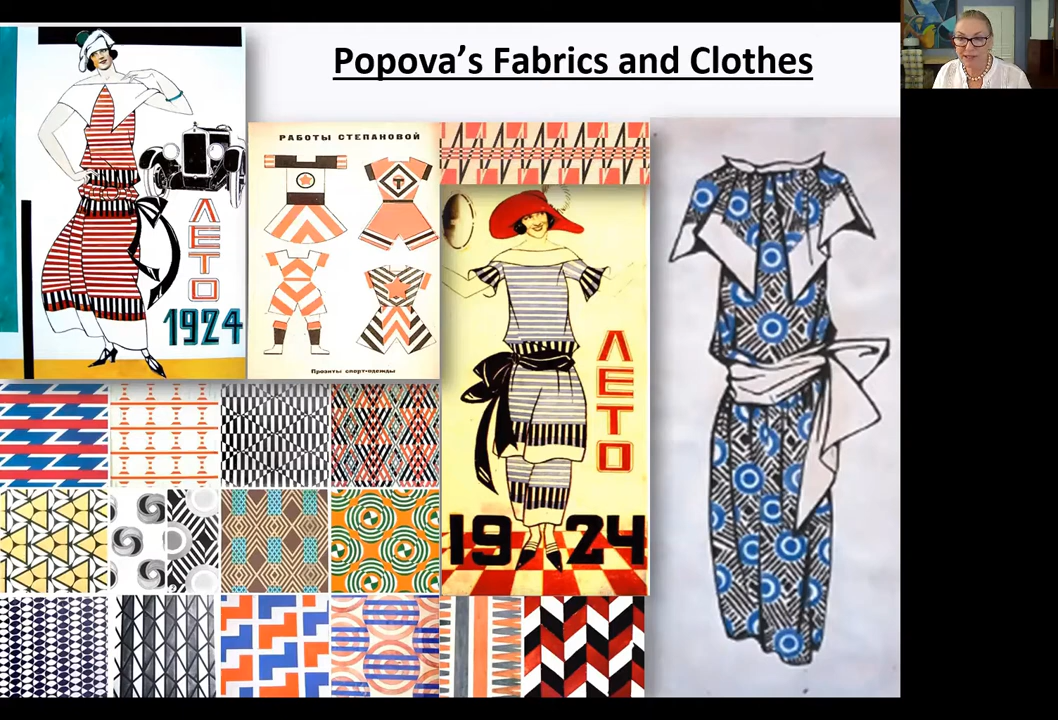 Popova's Fabrics and Clothes
ЛЕТО
1924
РАБОТЫ СТЕПАНОВОЙ
Т
Проэкты спорт-одежды
ЛЕТО
1924